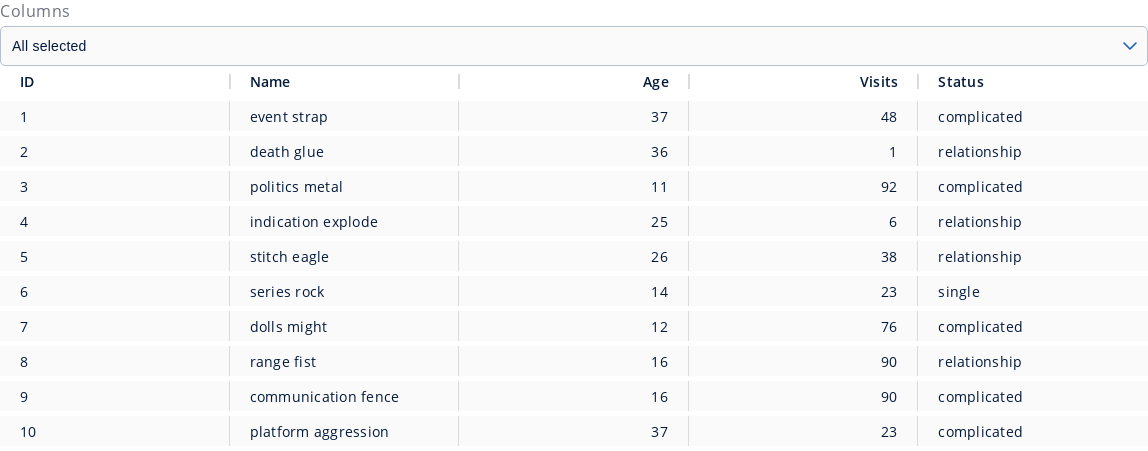 Columns
All selected
ID Name Age Visits Status
1 event strap 37 48 complicated
2 death glue 36 1 relationship
3 politics metal 11 92 complicated
4 indication explode 25 6 relationship
5 stitch eagle 26 38 relationship
6 series rock 14 23 single
7 dolls might 12 76 complicated
8 range fist 16 90 relationship
9 communication fence 16 90 complicated
10 platform aggression 37 23 complicated